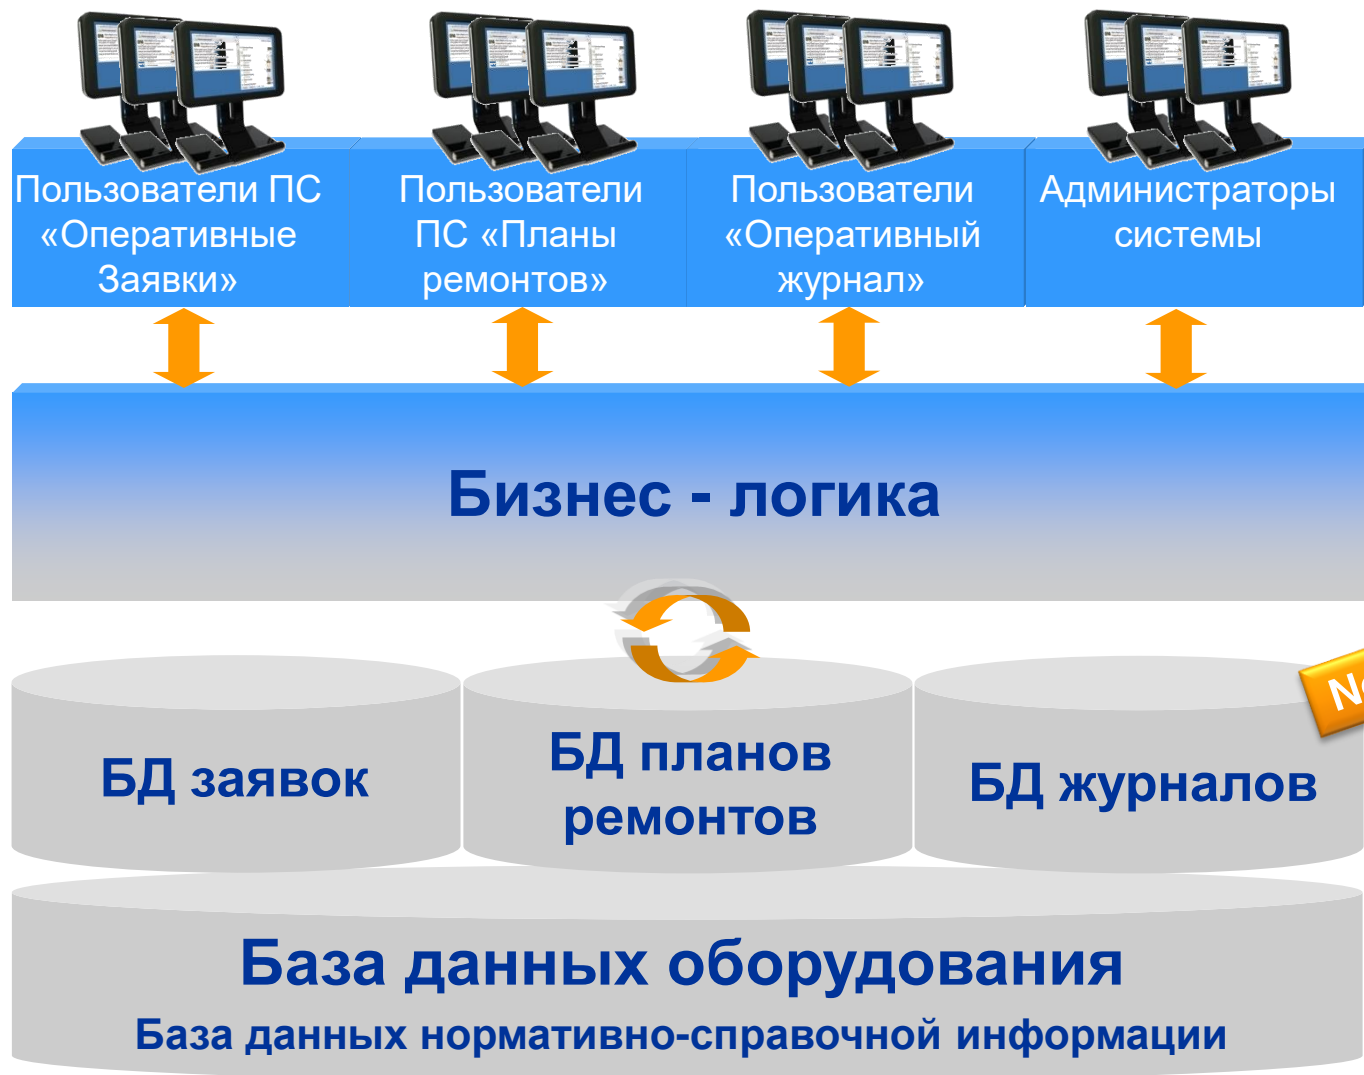 Пользователи ПС
«Оперативные
Заявки»
Пользователи
ПС «Планы
ремонтов»
Пользователи
«Оперативный
журнал»
Администраторы
системы
Бизнес - логика
БД заявок
БД планов
ремонтов
БД журналов
База данных оборудования
База данных нормативно-справочной информации